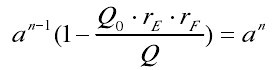 a^{n-1}(1-\frac{Q_0 \cdot r_E \cdot r_F}{Q}) = a^n